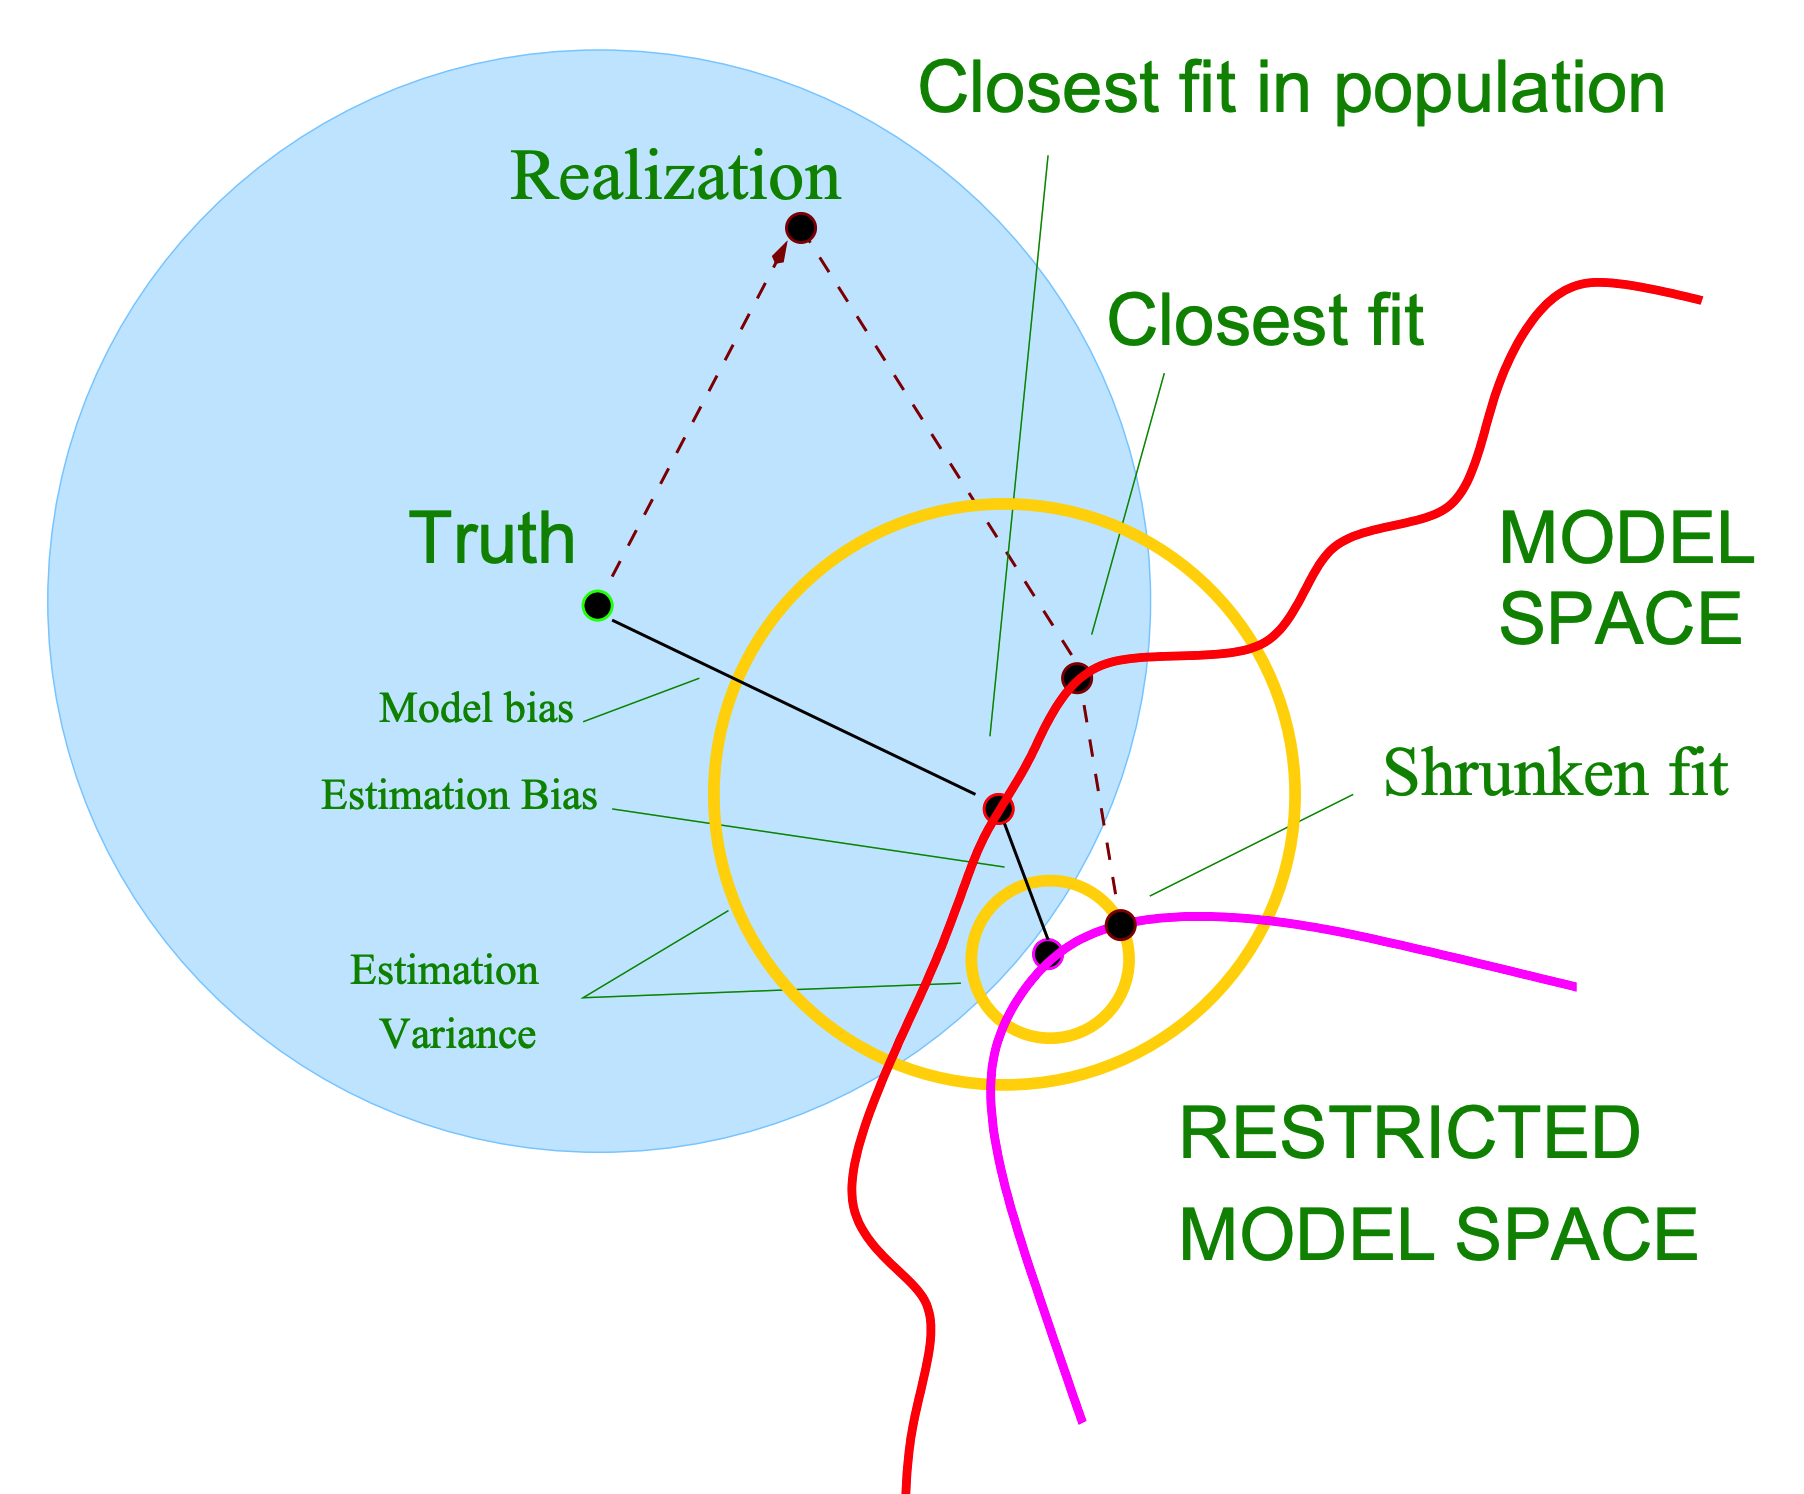 Closest fit in population
Realization
Closest fit
Truth
MODEL
SPACE
Model bias
Shrunken fit
Estimation Bias
Estimation
Variance
RESTRICTED
MODEL SPACE